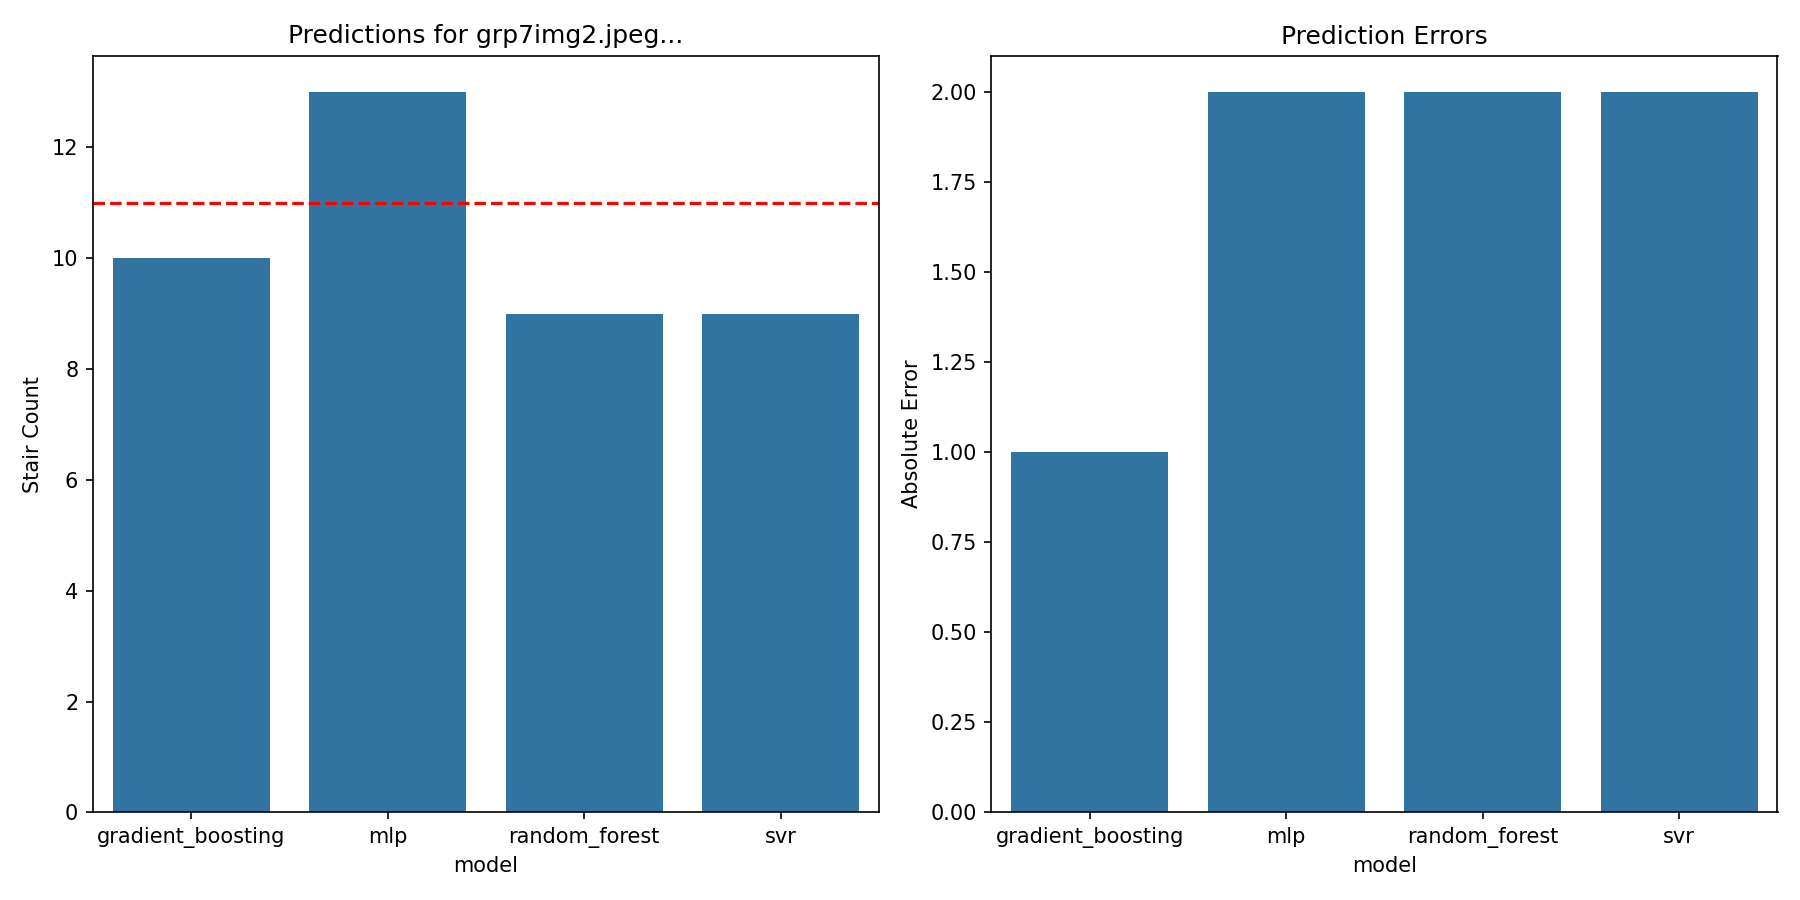 Predictions for grp7img2.jpeg...
Stair Count
12
10
8
6
4
2
0
gradient_boosting mlp random_forest svr
model
Prediction Errors
Absolute Error
2.00
1.75
1.50
1.25
1.00
0.75
0.50
0.25
0.00
gradient_boosting mlp random_forest svr
model